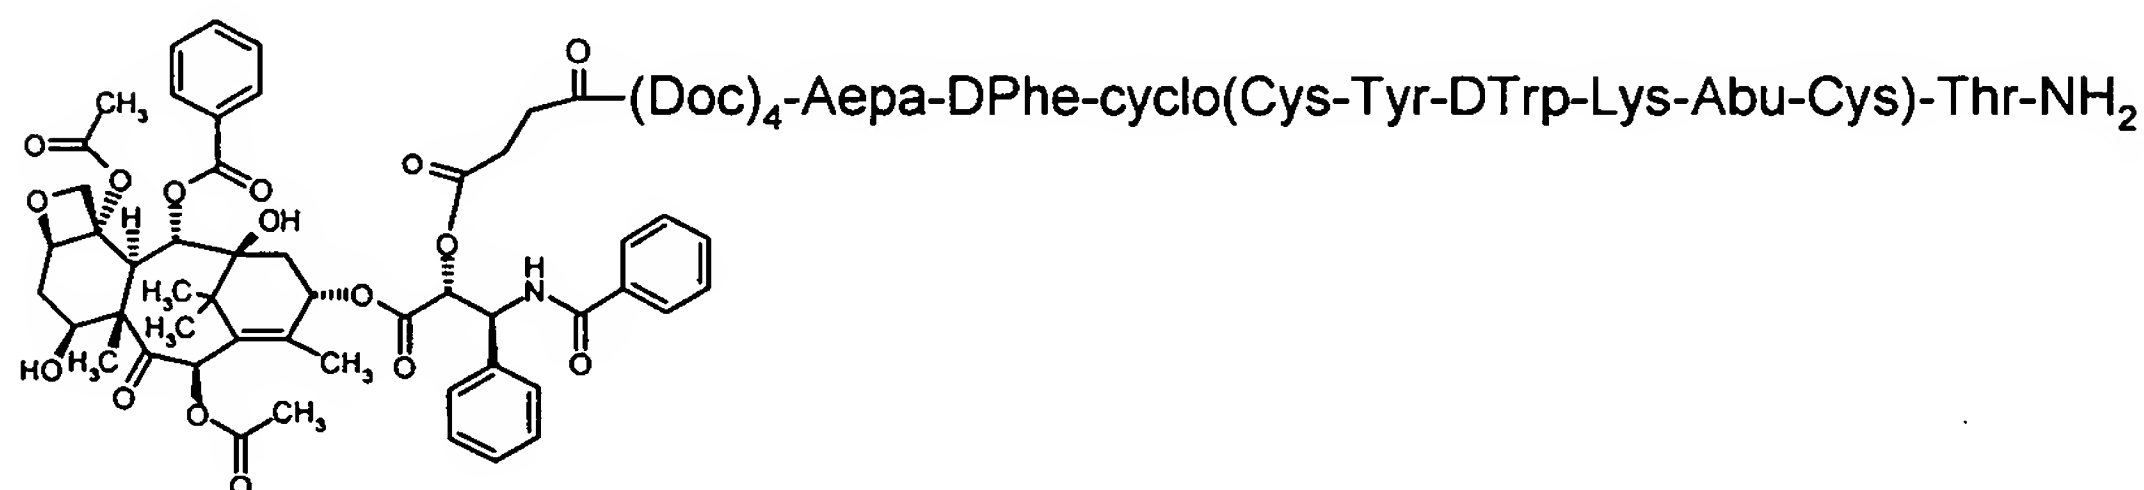 O
CH₃ (Doc)₄-Aepa-DPhe-cyclo(Cys-Tyr-DTrp-Lys-Abu-Cys)-Thr-NH₂
O
O
O O O
O
H OH
O
H
H₃C O N
H₃C
HO H₃C CH₃ O O
O
O CH₃
O